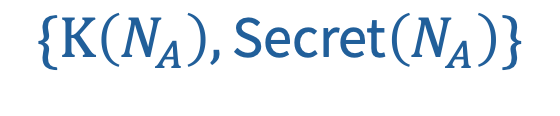 {K(N_A), Secret(N_A)}